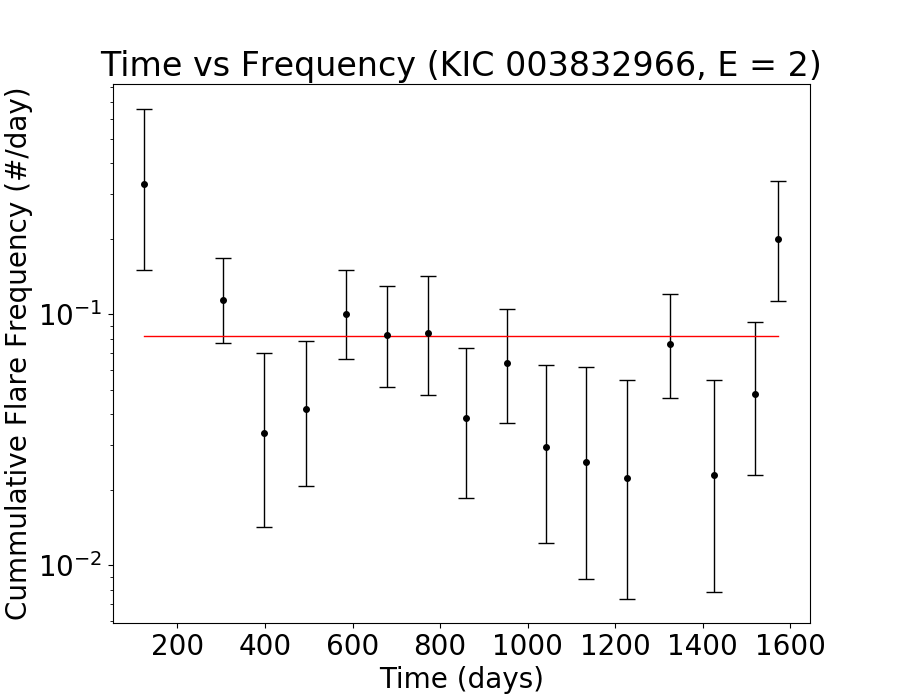 Time vs Frequency (KIC 003832966, E = 2)
Cummulative Flare Frequency (#/day)
10⁻¹
10⁻²
200 400 600 800 1000 1200 1400 1600
Time (days)